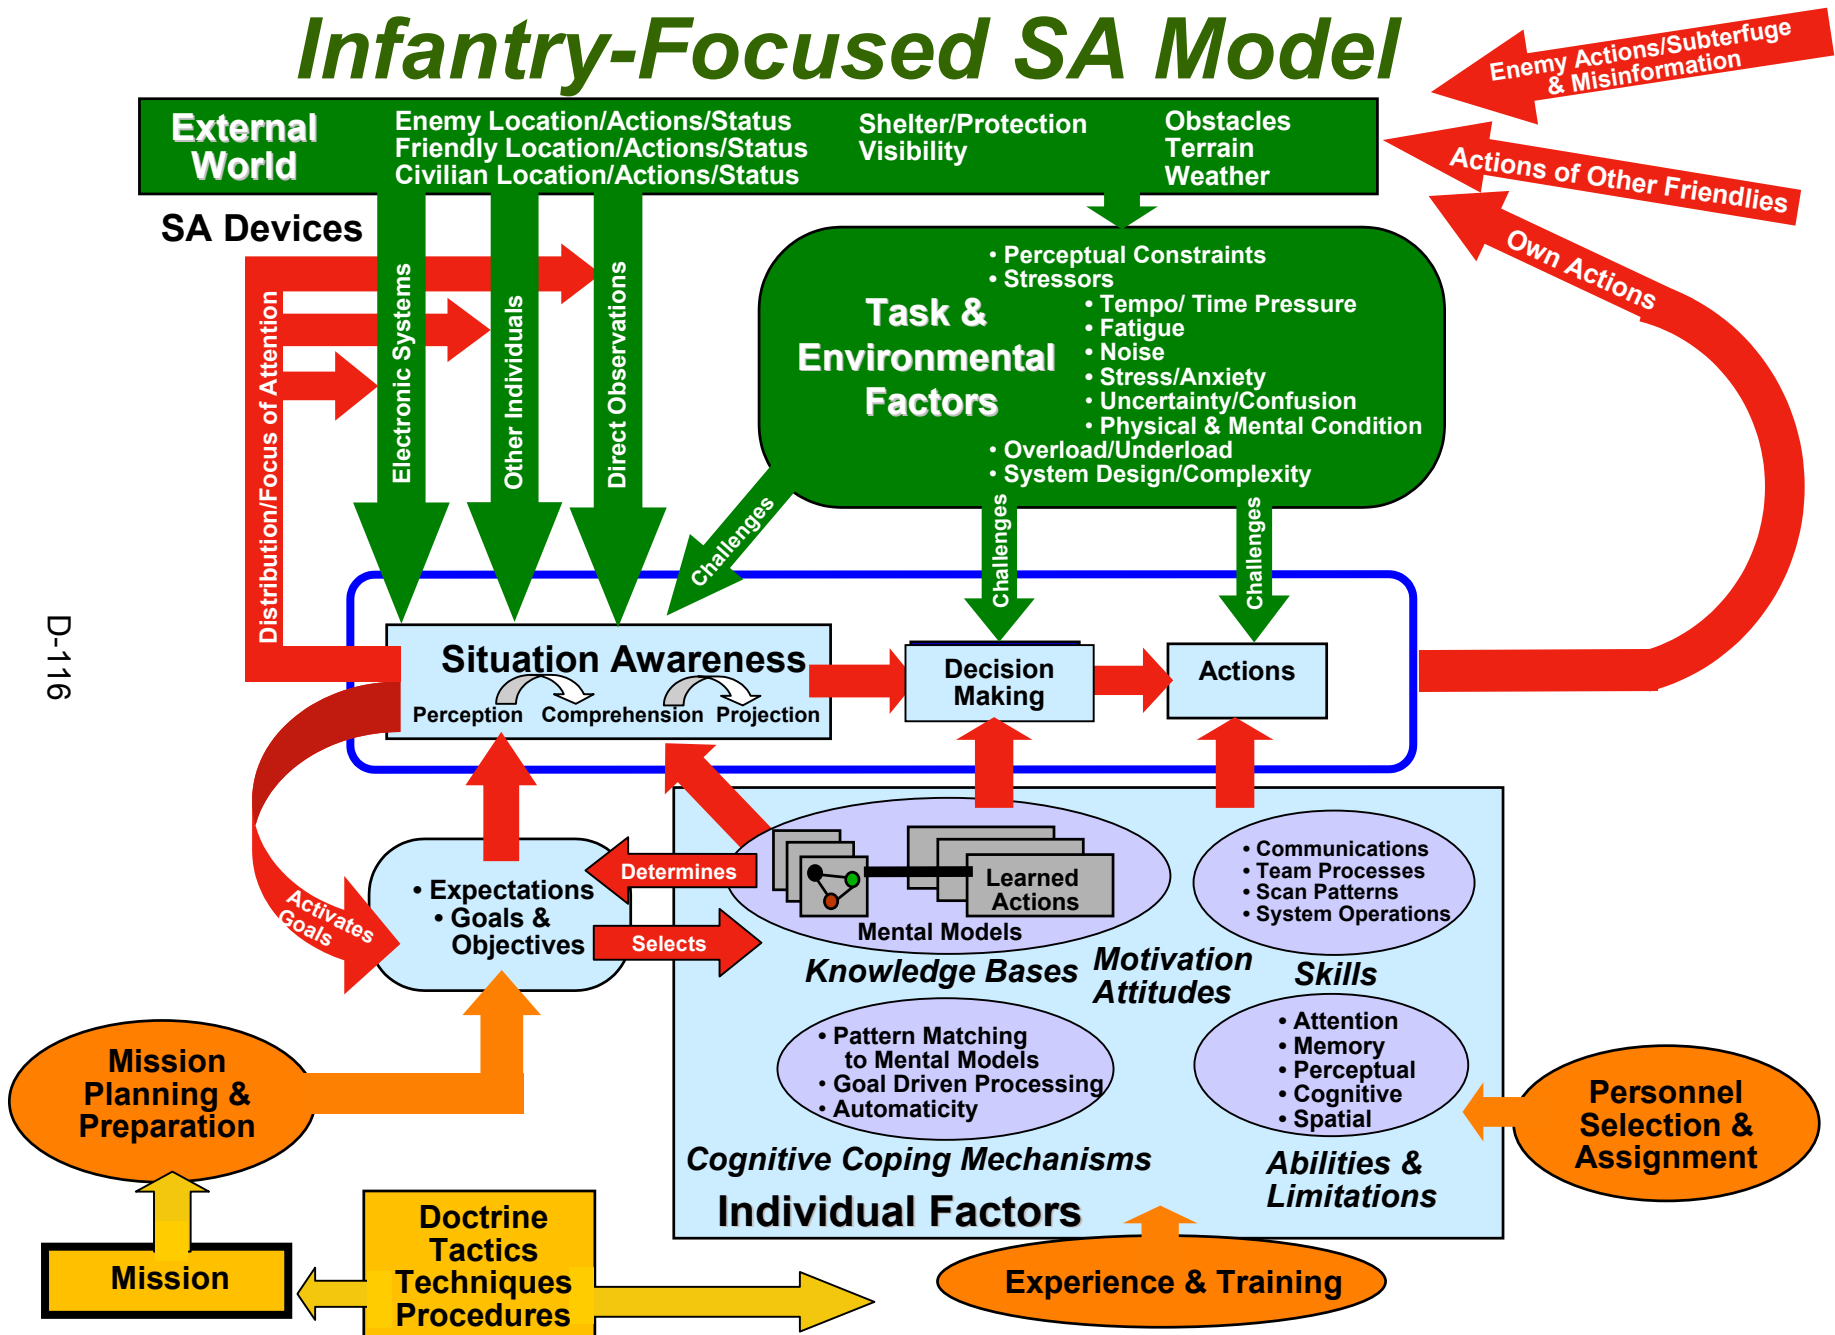 Infantry-Focused SA Model
Enemy Actions/Subterfuge
& Misinformation
External
World
Enemy Location/Actions/Status
Friendly Location/Actions/Status
Civilian Location/Actions/Status
Shelter/Protection
Visibility
Obstacles
Terrain
Weather
Actions of Other Friendlies
Own Actions
SA Devices
Distribution/Focus of Attention
Electronic Systems
Other Individuals
Direct Observations
Task &
Environmental
Factors
• Perceptual Constraints
• Stressors
• Tempo/ Time Pressure
• Fatigue
• Noise
• Stress/Anxiety
• Uncertainty/Confusion
• Physical & Mental Condition
• Overload/Underload
• System Design/Complexity
Challenges
Challenges
Challenges
D-116
Situation Awareness
Perception
Comprehension
Projection
Decision
Making
Actions
Activates
Goals
• Expectations
• Goals &
Objectives
Determines
Selects
Learned
Actions
Mental Models
Knowledge Bases
Motivation
Attitudes
• Communications
• Team Processes
• Scan Patterns
• System Operations
Skills
• Pattern Matching
to Mental Models
• Goal Driven Processing
• Automaticity
Cognitive Coping Mechanisms
• Attention
• Memory
• Perceptual
• Cognitive
• Spatial
Abilities &
Limitations
Individual Factors
Mission
Planning &
Preparation
Personnel
Selection &
Assignment
Mission
Doctrine
Tactics
Techniques
Procedures
Experience & Training